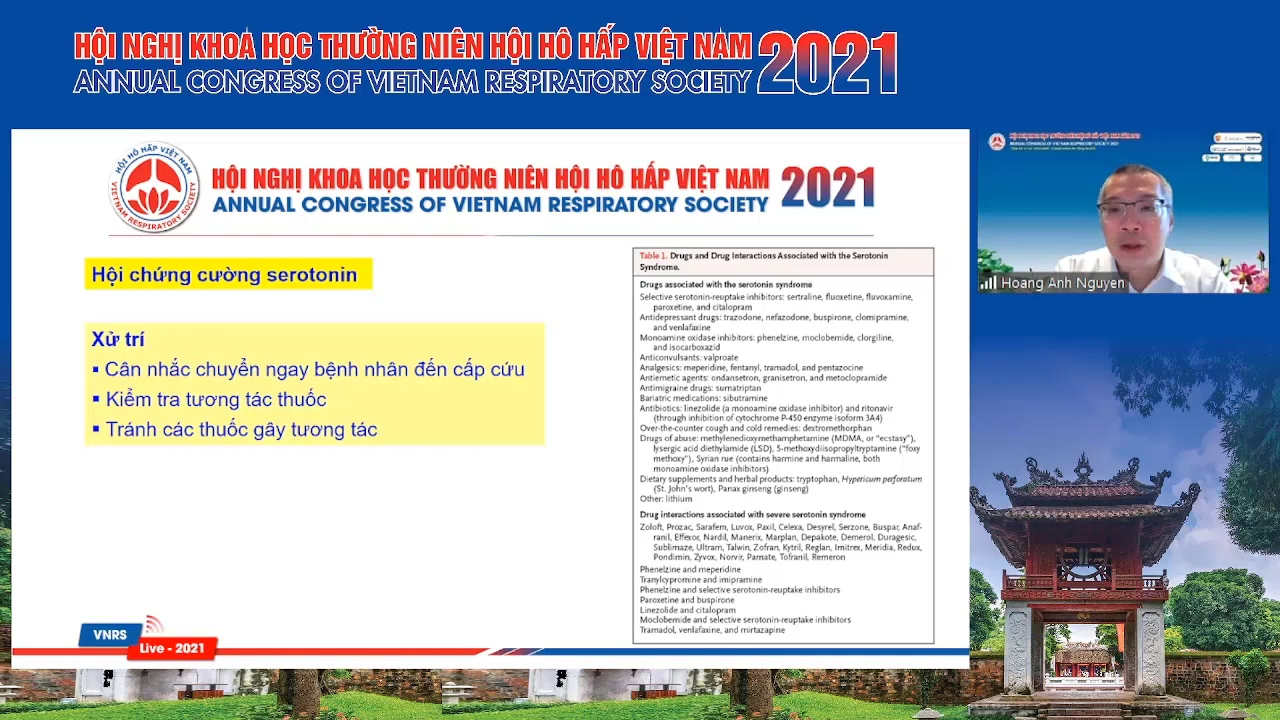 HỘI NGHỊ KHOA HỌC THƯỜNG NIÊN HỘI HÔ HẤP VIỆT NAM 2021
ANNUAL CONGRESS OF VIETNAM RESPIRATORY SOCIETY
HỘI HÔ HẤP VIỆT NAM
VIETNAM RESPIRATORY SOCIETY
HỘI NGHỊ KHOA HỌC THƯỜNG NIÊN HỘI HÔ HẤP VIỆT NAM 2021
ANNUAL CONGRESS OF VIETNAM RESPIRATORY SOCIETY
Hội chứng cường serotonin
Xử trí
▪ Cân nhắc chuyển ngay bệnh nhân đến cấp cứu
▪ Kiểm tra tương tác thuốc
▪ Tránh các thuốc gây tương tác
Table 1. Drugs and Drug Interactions Associated with the Serotonin
Syndrome.
Drugs associated with the serotonin syndrome
Selective serotonin-reuptake inhibitors: sertraline, fluoxetine, fluvoxamine,
paroxetine, and citalopram
Antidepressant drugs: trazodone, nefazodone, buspirone, clomipramine,
and venlafaxine
Monoamine oxidase inhibitors: phenelzine, moclobemide, clorgiline,
and isocarboxazid
Anticonvulsants: valproate
Analgesics: meperidine, fentanyl, tramadol, and pentazocine
Antiemetic agents: ondansetron, granisetron, and metoclopramide
Antimigraine drugs: sumatriptan
Bariatric medications: sibutramine
Antibiotics: linezolide (a monoamine oxidase inhibitor) and ritonavir
(through inhibition of cytochrome P-450 enzyme isoform 3A4)
Over-the-counter cough and cold remedies: dextromethorphan
Drugs of abuse: methylenedioxymethamphetamine (MDMA, or “ecstasy”),
lysergic acid diethylamide (LSD), 5-methoxydiisopropyltryptamine (“foxy
methoxy”), Syrian rue (contains harmine and harmaline, both
monoamine oxidase inhibitors)
Dietary supplements and herbal products: tryptophan, Hypericum perforatum
(St. John’s wort), Panax ginseng (ginseng)
Other: lithium
Drug interactions associated with severe serotonin syndrome
Zoloft, Prozac, Sarafem, Luvox, Paxil, Celexa, Desyrel, Serzone, Buspar, Anaf-
ranil, Effexor, Nardil, Manerix, Marplan, Depakote, Demerol, Duragesic,
Sublimaze, Ultram, Talwin, Zofran, Kytril, Reglan, Imitrex, Meridia, Redux,
Pondimin, Zyvox, Norvir, Parnate, Tofranil, Remeron
Phenelzine and meperidine
Tranylcypromine and imipramine
Phenelzine and selective serotonin-reuptake inhibitors
Paroxetine and buspirone
Linezolide and citalopram
Moclobemide and selective serotonin-reuptake inhibitors
Tramadol, venlafaxine, and mirtazapine
Hoang Anh Nguyen
VNRS
Live - 2021